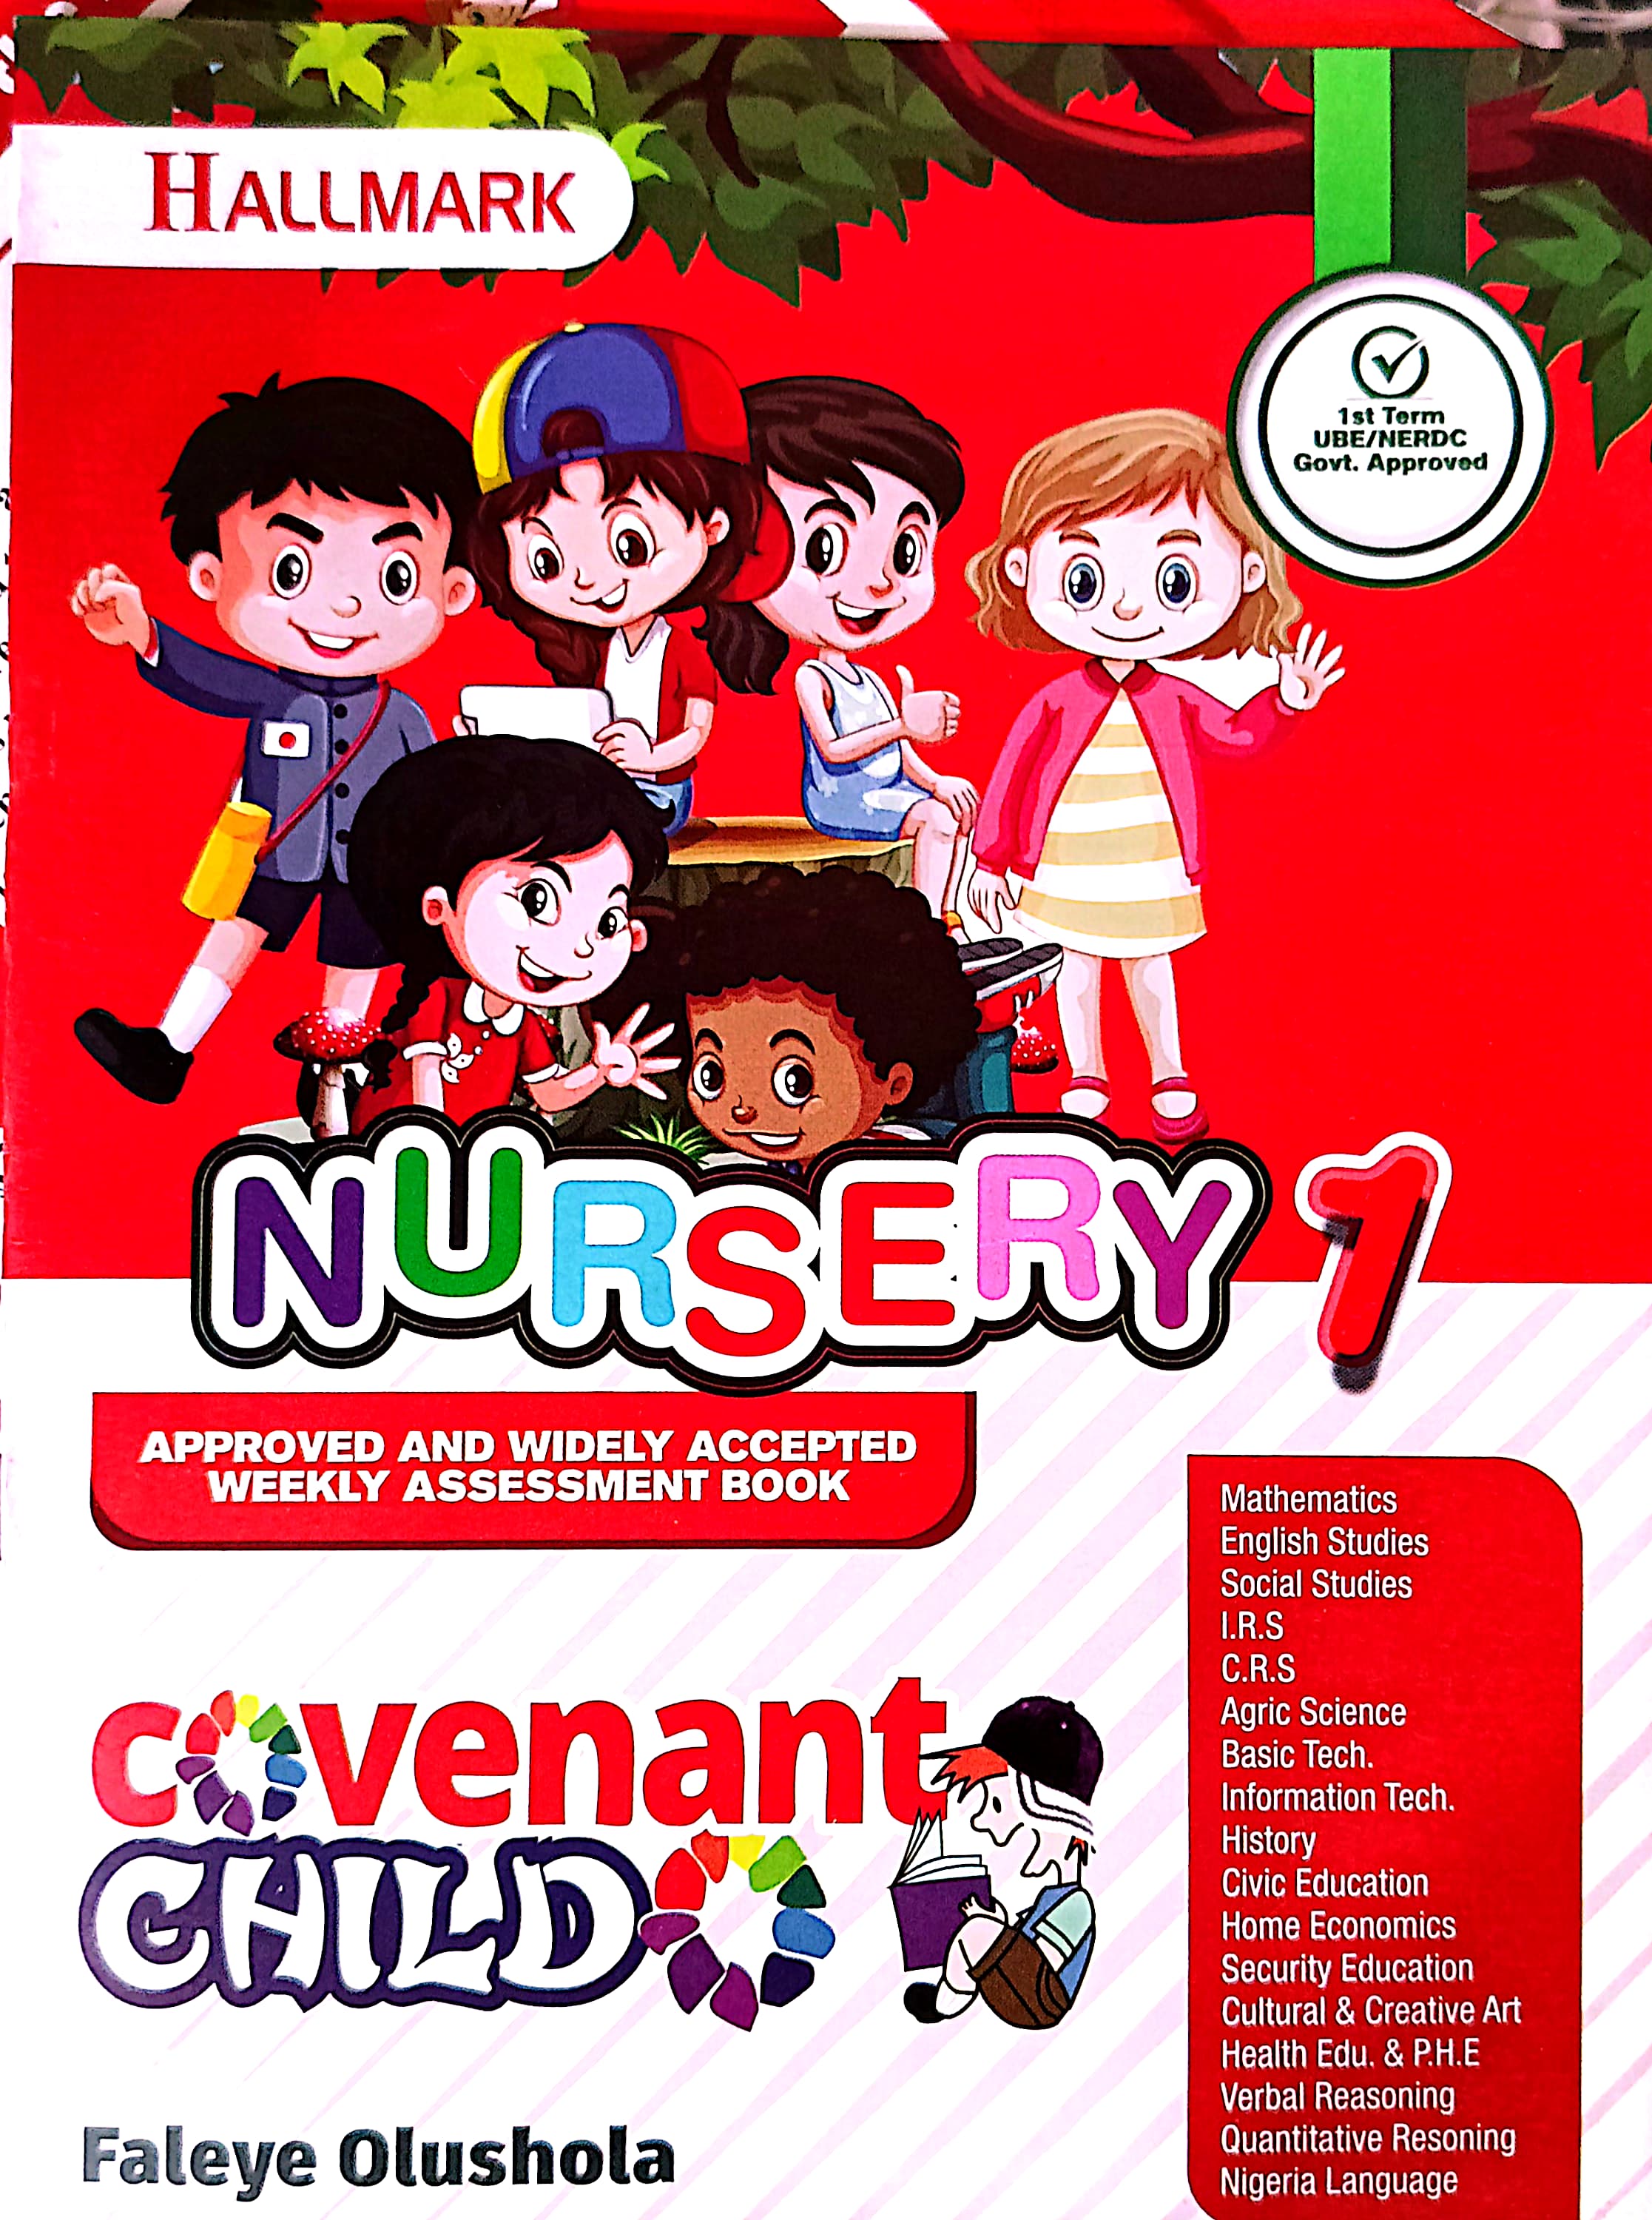 HALLMARK
1st Term
UBE/NERDC
Govt. Approved
NURSERY 1
APPROVED AND WIDELY ACCEPTED
WEEKLY ASSESSMENT BOOK
covenant
CHILD
Faleye Olushola
Mathematics
English Studies
Social Studies
I.R.S
C.R.S
Agric Science
Basic Tech.
Information Tech.
History
Civic Education
Home Economics
Security Education
Cultural & Creative Art
Health Edu. & P.H.E
Verbal Reasoning
Quantitative Resoning
Nigeria Language